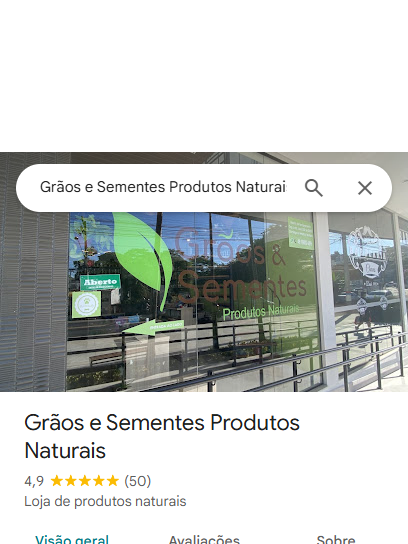 Grãos e Sementes Produtos Naturai
Grãos &
Sementes
Produtos Naturais
Aberto
Grãos e Sementes Produtos
Naturais
4,9 ★★★★★ (50)
Loja de produtos naturais
Visão geral Avaliações Sobre